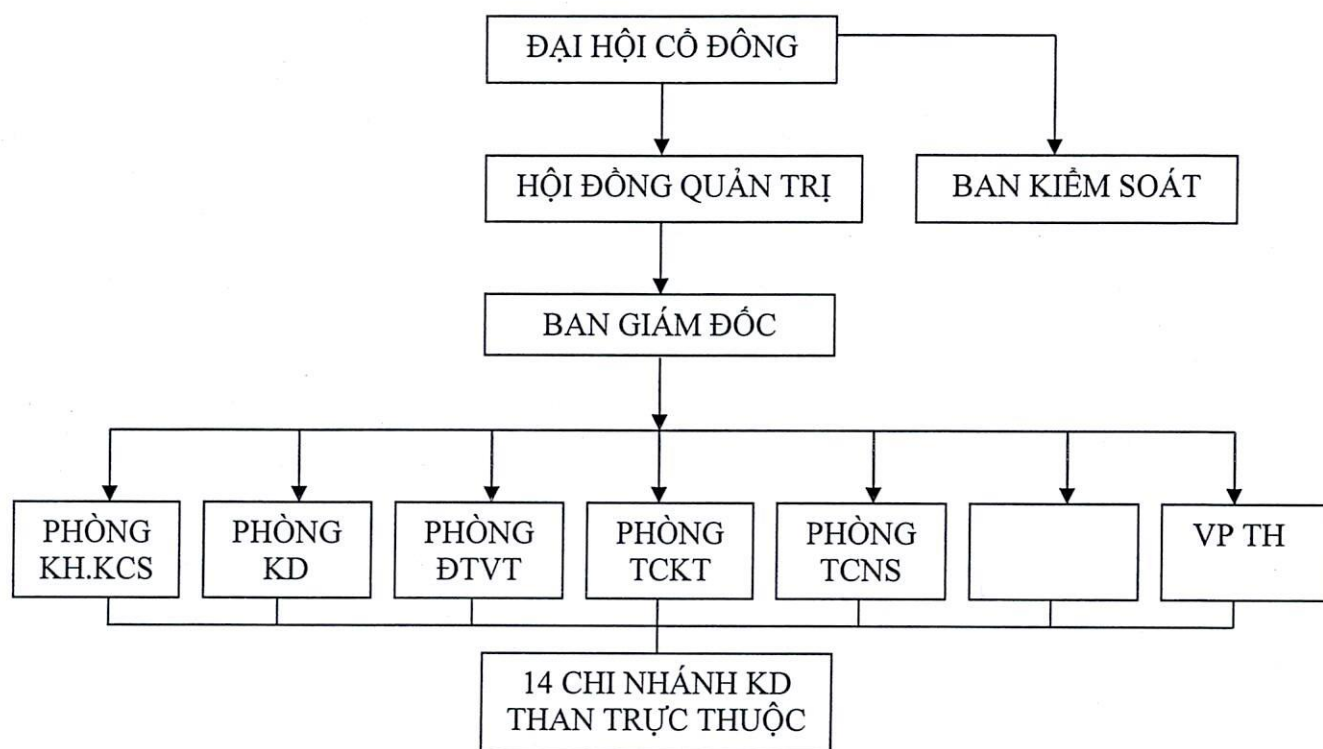 ĐẠI HỘI CỔ ĐÔNG
HỘI ĐỒNG QUẢN TRỊ
BAN KIỂM SOÁT
BAN GIÁM ĐỐC
PHÒNG
KH.KCS
PHÒNG
KD
PHÒNG
ĐTVT
PHÒNG
TCKT
PHÒNG
TCNS
VP TH
14 CHI NHÁNH KD
THAN TRỰC THUỘC